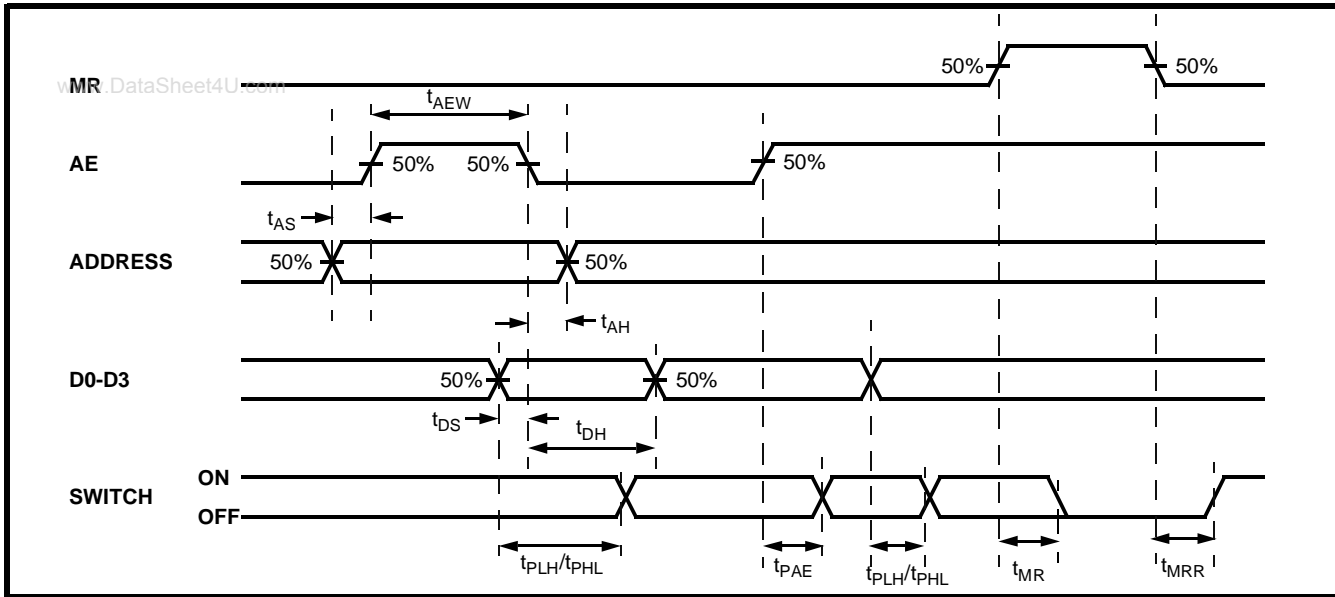 50% 50%
MR
www.DataSheet4U.com
tAEW
AE 50% 50% 50%
tAS
ADDRESS 50% 50%
tAH
D0-D3 50% 50%
tDS tDH
ON
SWITCH
OFF
tPLH/tPHL tPAE tPLH/tPHL tMR tMRR